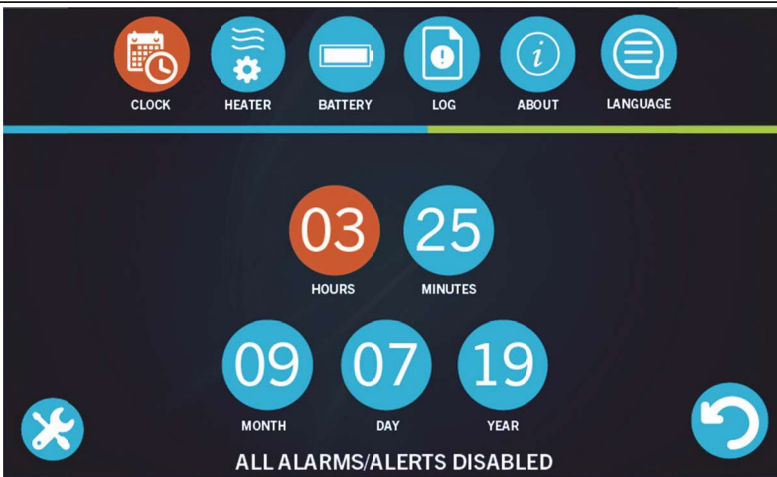 CLOCK HEATER BATTERY LOG ABOUT LANGUAGE
03 25
HOURS MINUTES
09 07 19
MONTH DAY YEAR
ALL ALARMS/ALERTS DISABLED